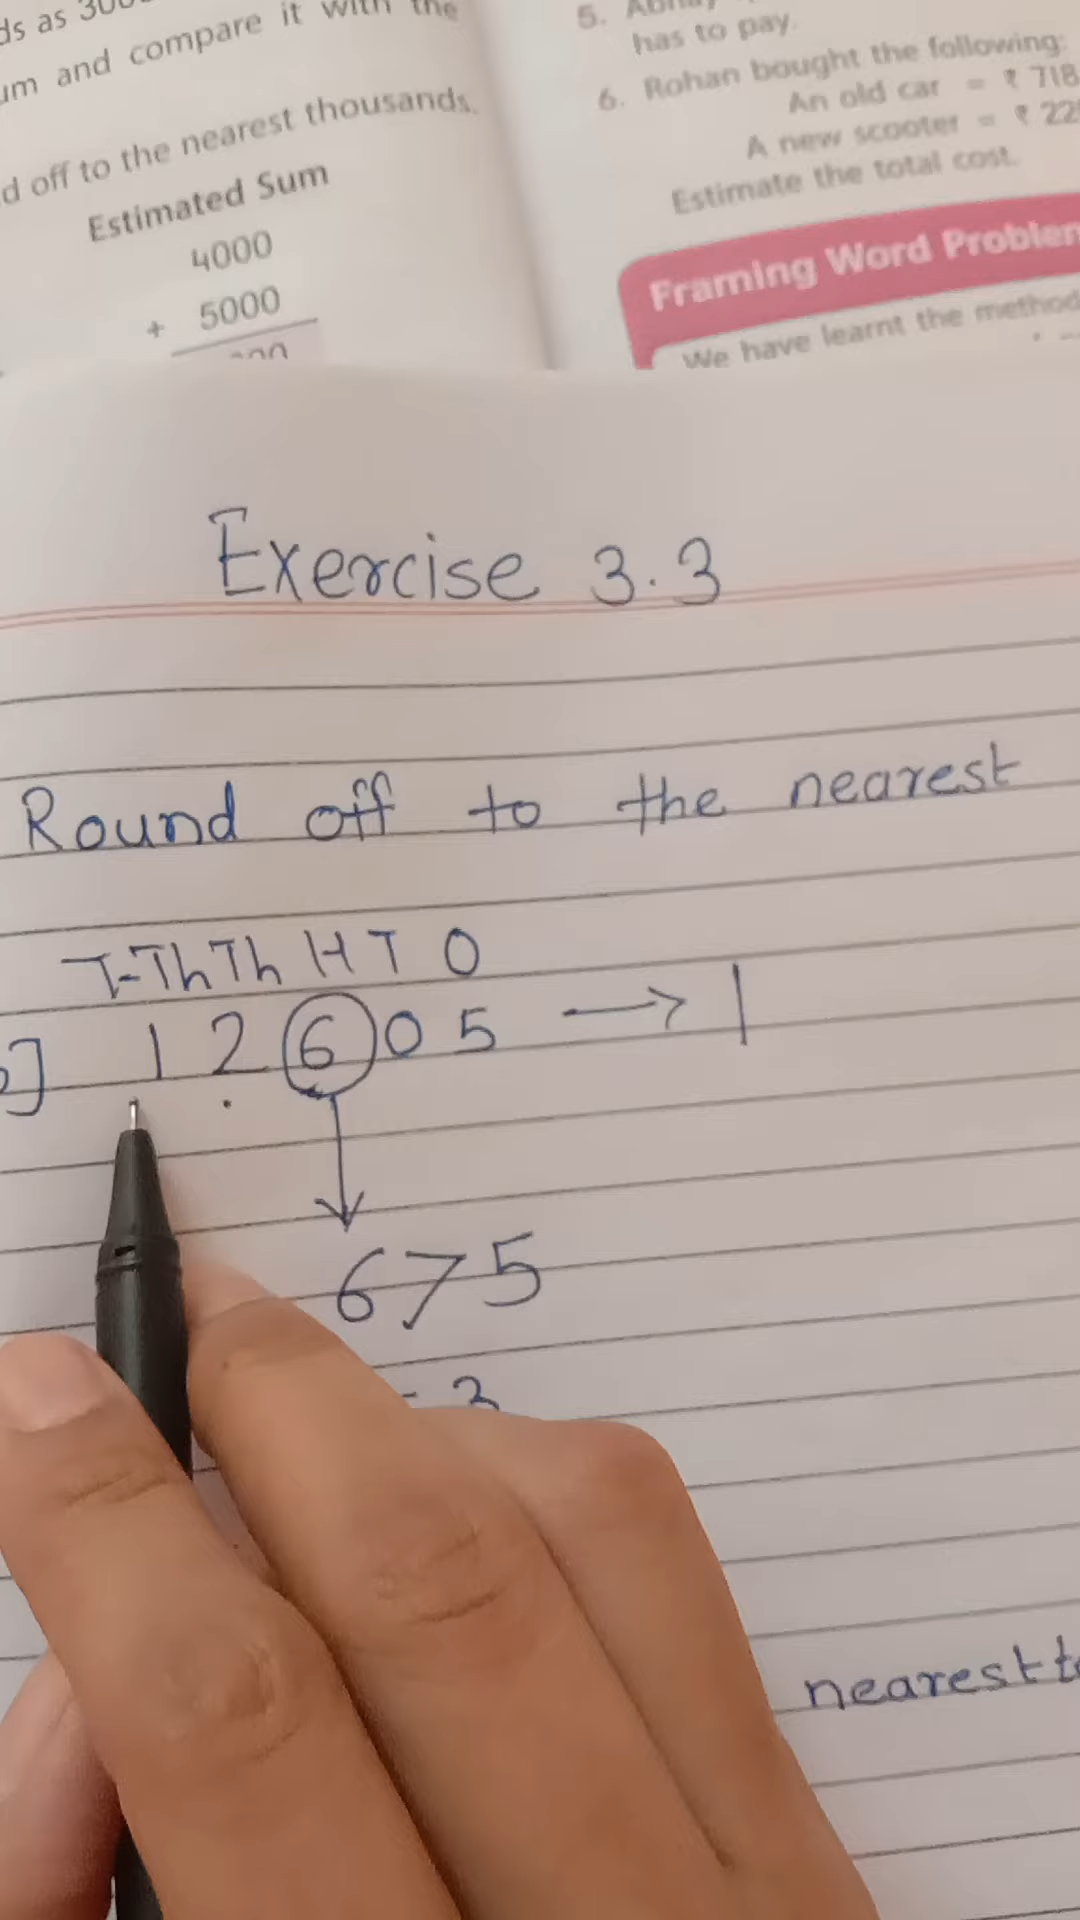 um and compare it with the
d off to the nearest thousands.
Estimated Sum
4000
+ 5000
5.
has to pay.
6. Rohan bought the following:
An old car = ₹ 718
A new scooter = ₹ 22
Estimate the total cost.
Framing Word Problem
We have learnt the method
Exercise 3.3
Round off to the nearest
T-Th Th H T O
1 2 6 0 5 → 1
675
nearest